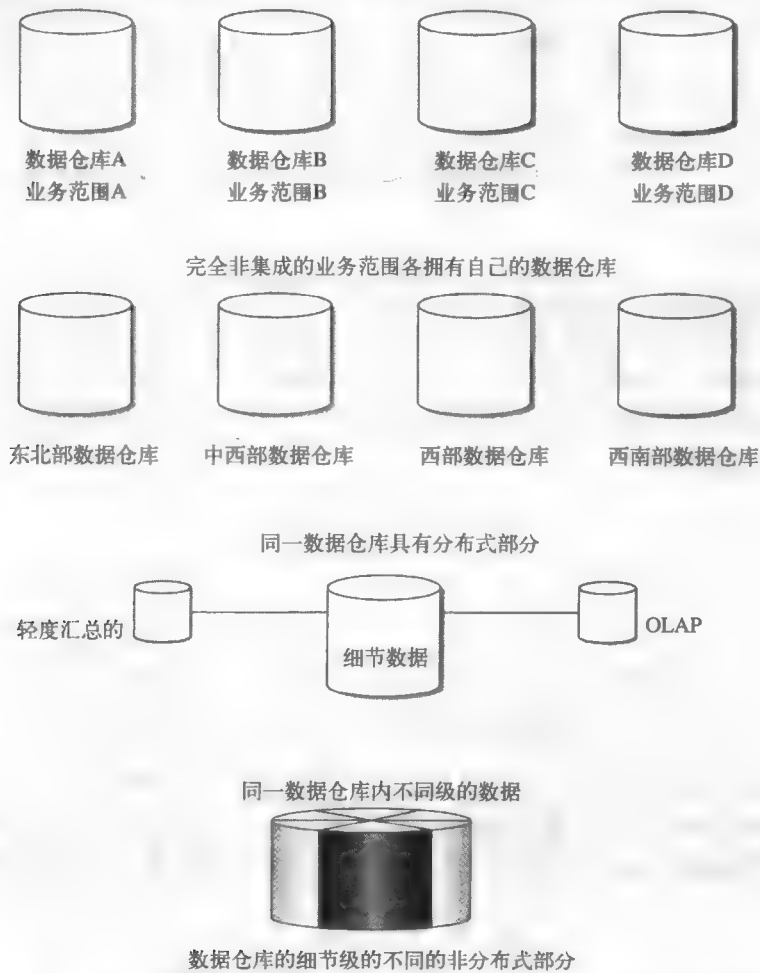 数据仓库A 数据仓库B 数据仓库C 数据仓库D
业务范围A 业务范围B 业务范围C 业务范围D
完全非集成的业务范围各拥有自己的数据仓库
东北部数据仓库 中西部数据仓库 西部数据仓库 西南部数据仓库
同一数据仓库具有分布式部分
轻度汇总的 细节数据 OLAP
同一数据仓库内不同级的数据
数据仓库的细节级的不同的非分布式部分